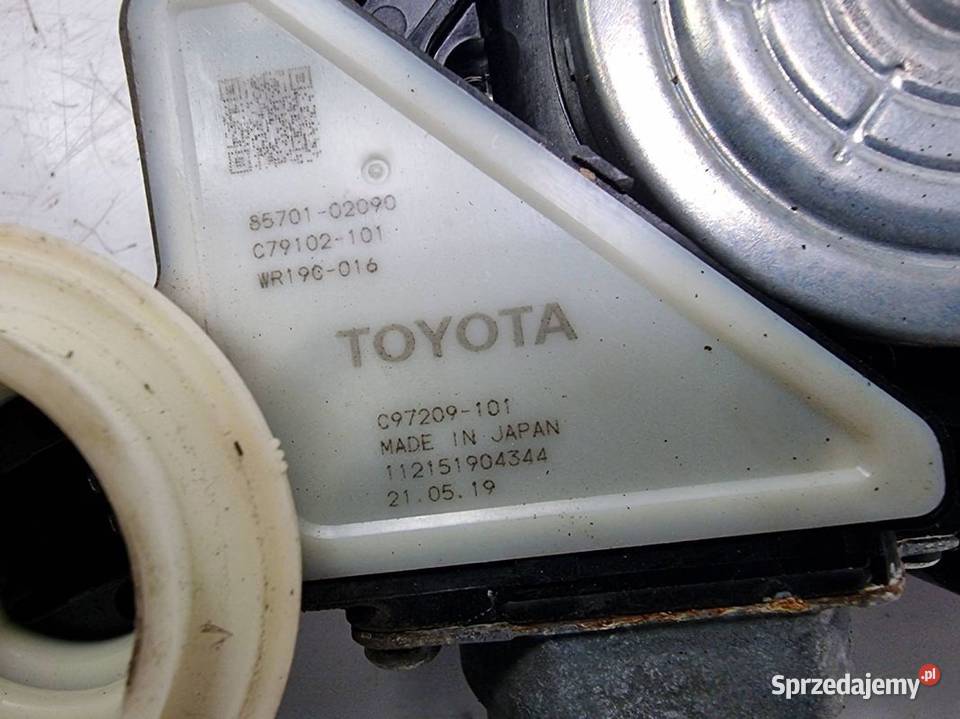 85701-02090
C79102-101
WR19C-016
TOYOTA
C97209-101
MADE IN JAPAN
112151904344
21.05.19
Sprzedajemy.pl